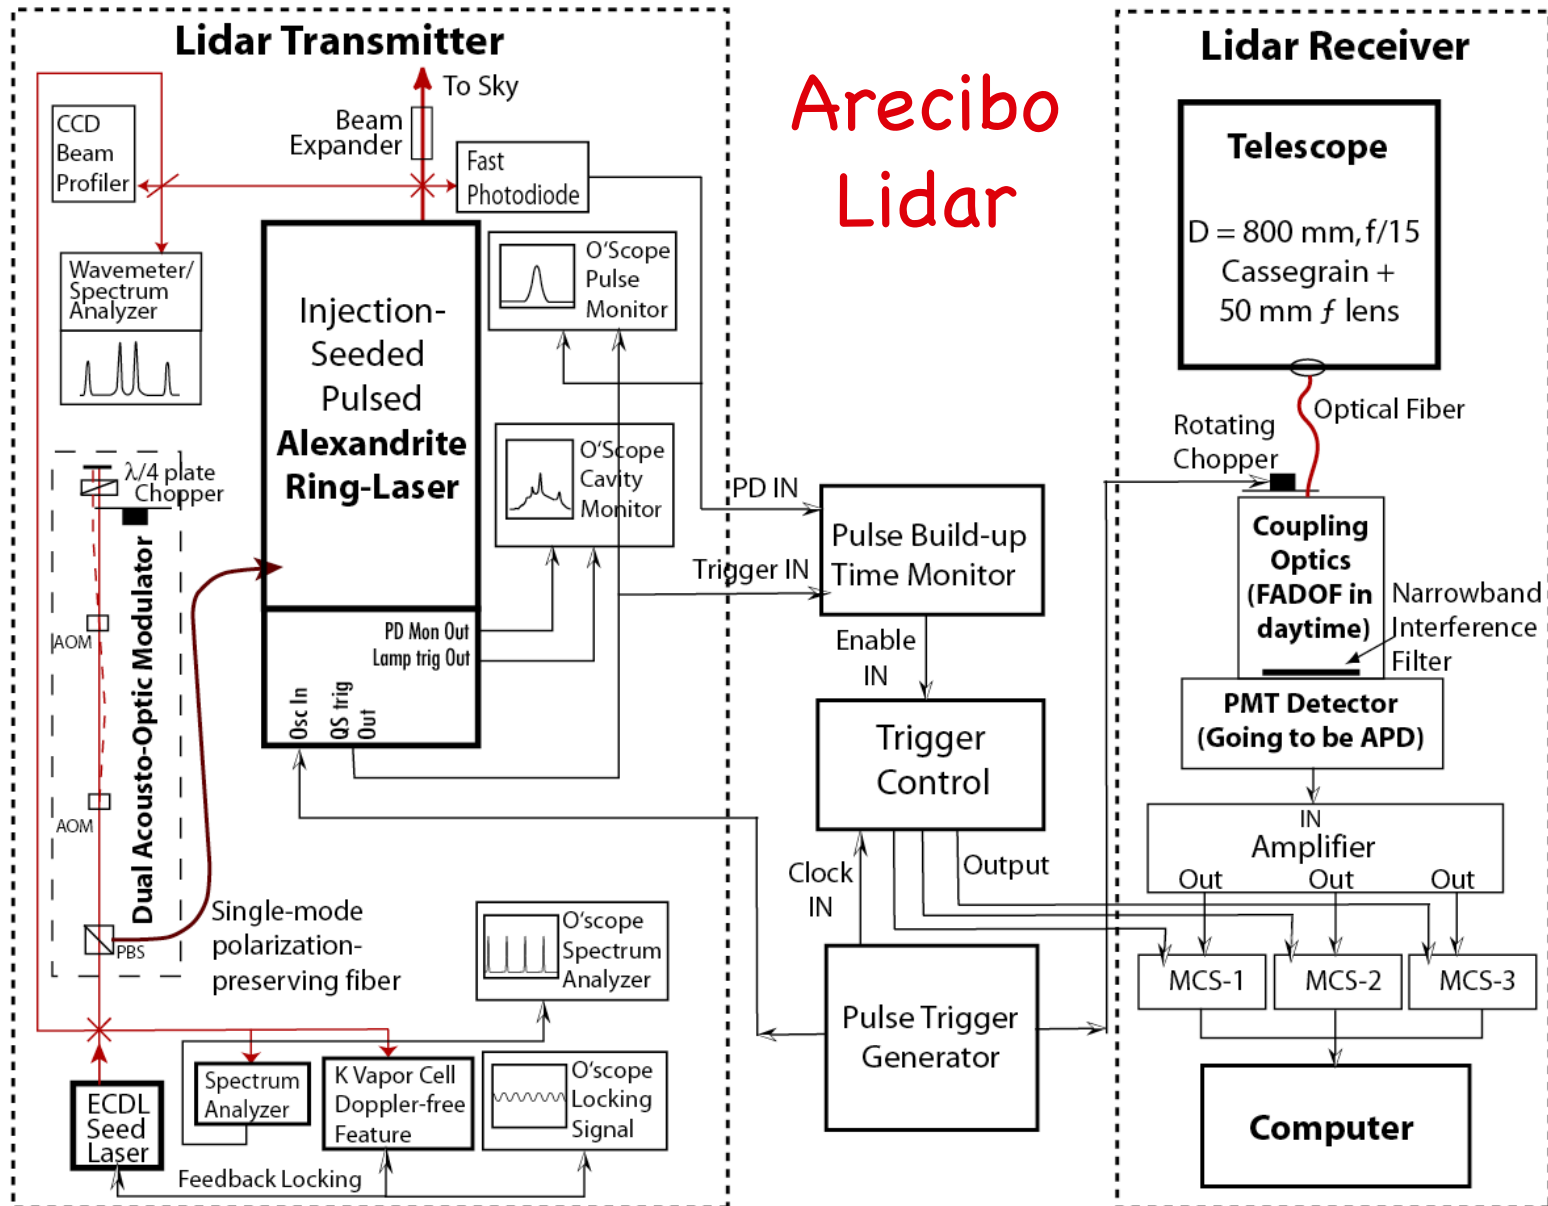 Lidar Transmitter
To Sky
Beam
Expander
CCD
Beam
Profiler
Fast
Photodiode
Wavemeter/
Spectrum
Analyzer
Injection-
Seeded
Pulsed
Alexandrite
Ring-Laser
O'Scope
Pulse
Monitor
O'Scope
Cavity
Monitor
λ/4 plate
Chopper
AOM
AOM
Dual Acousto-Optic Modulator
PBS
PD Mon Out
Lamp trig Out
Osc In
QS trig
Out
Single-mode
polarization-
preserving fiber
O'scope
Spectrum
Analyzer
Spectrum
Analyzer
K Vapor Cell
Doppler-free
Feature
O'scope
Locking
Signal
ECDL
Seed
Laser
Feedback Locking
Arecibo
Lidar
PD IN
Trigger IN
Pulse Build-up
Time Monitor
Enable
IN
Trigger
Control
Clock
IN
Output
Pulse Trigger
Generator
Lidar Receiver
Telescope
D = 800 mm, f/15
Cassegrain +
50 mm ƒ lens
Optical Fiber
Rotating
Chopper
Coupling
Optics
(FADOF in
daytime)
Narrowband
Interference
Filter
PMT Detector
(Going to be APD)
IN
Amplifier
Out Out Out
MCS-1 MCS-2 MCS-3
Computer